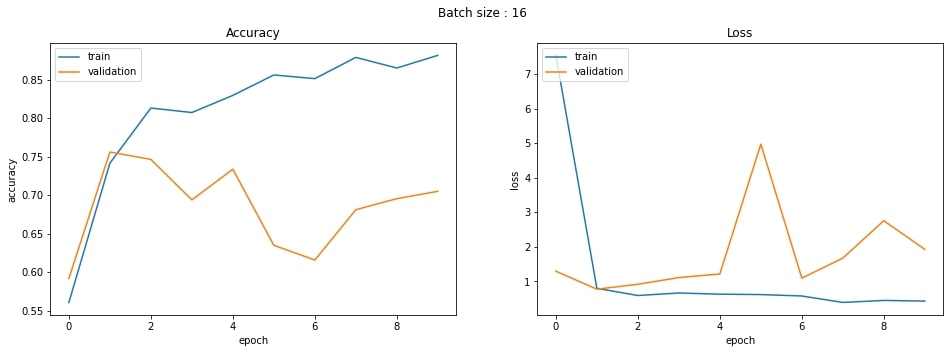 Batch size : 16
Accuracy
train
validation
0.85
0.80
0.75
0.70
0.65
0.60
0.55
accuracy
0 2 4 6 8
epoch
Loss
train
validation
7
6
5
4
3
2
1
loss
0 2 4 6 8
epoch